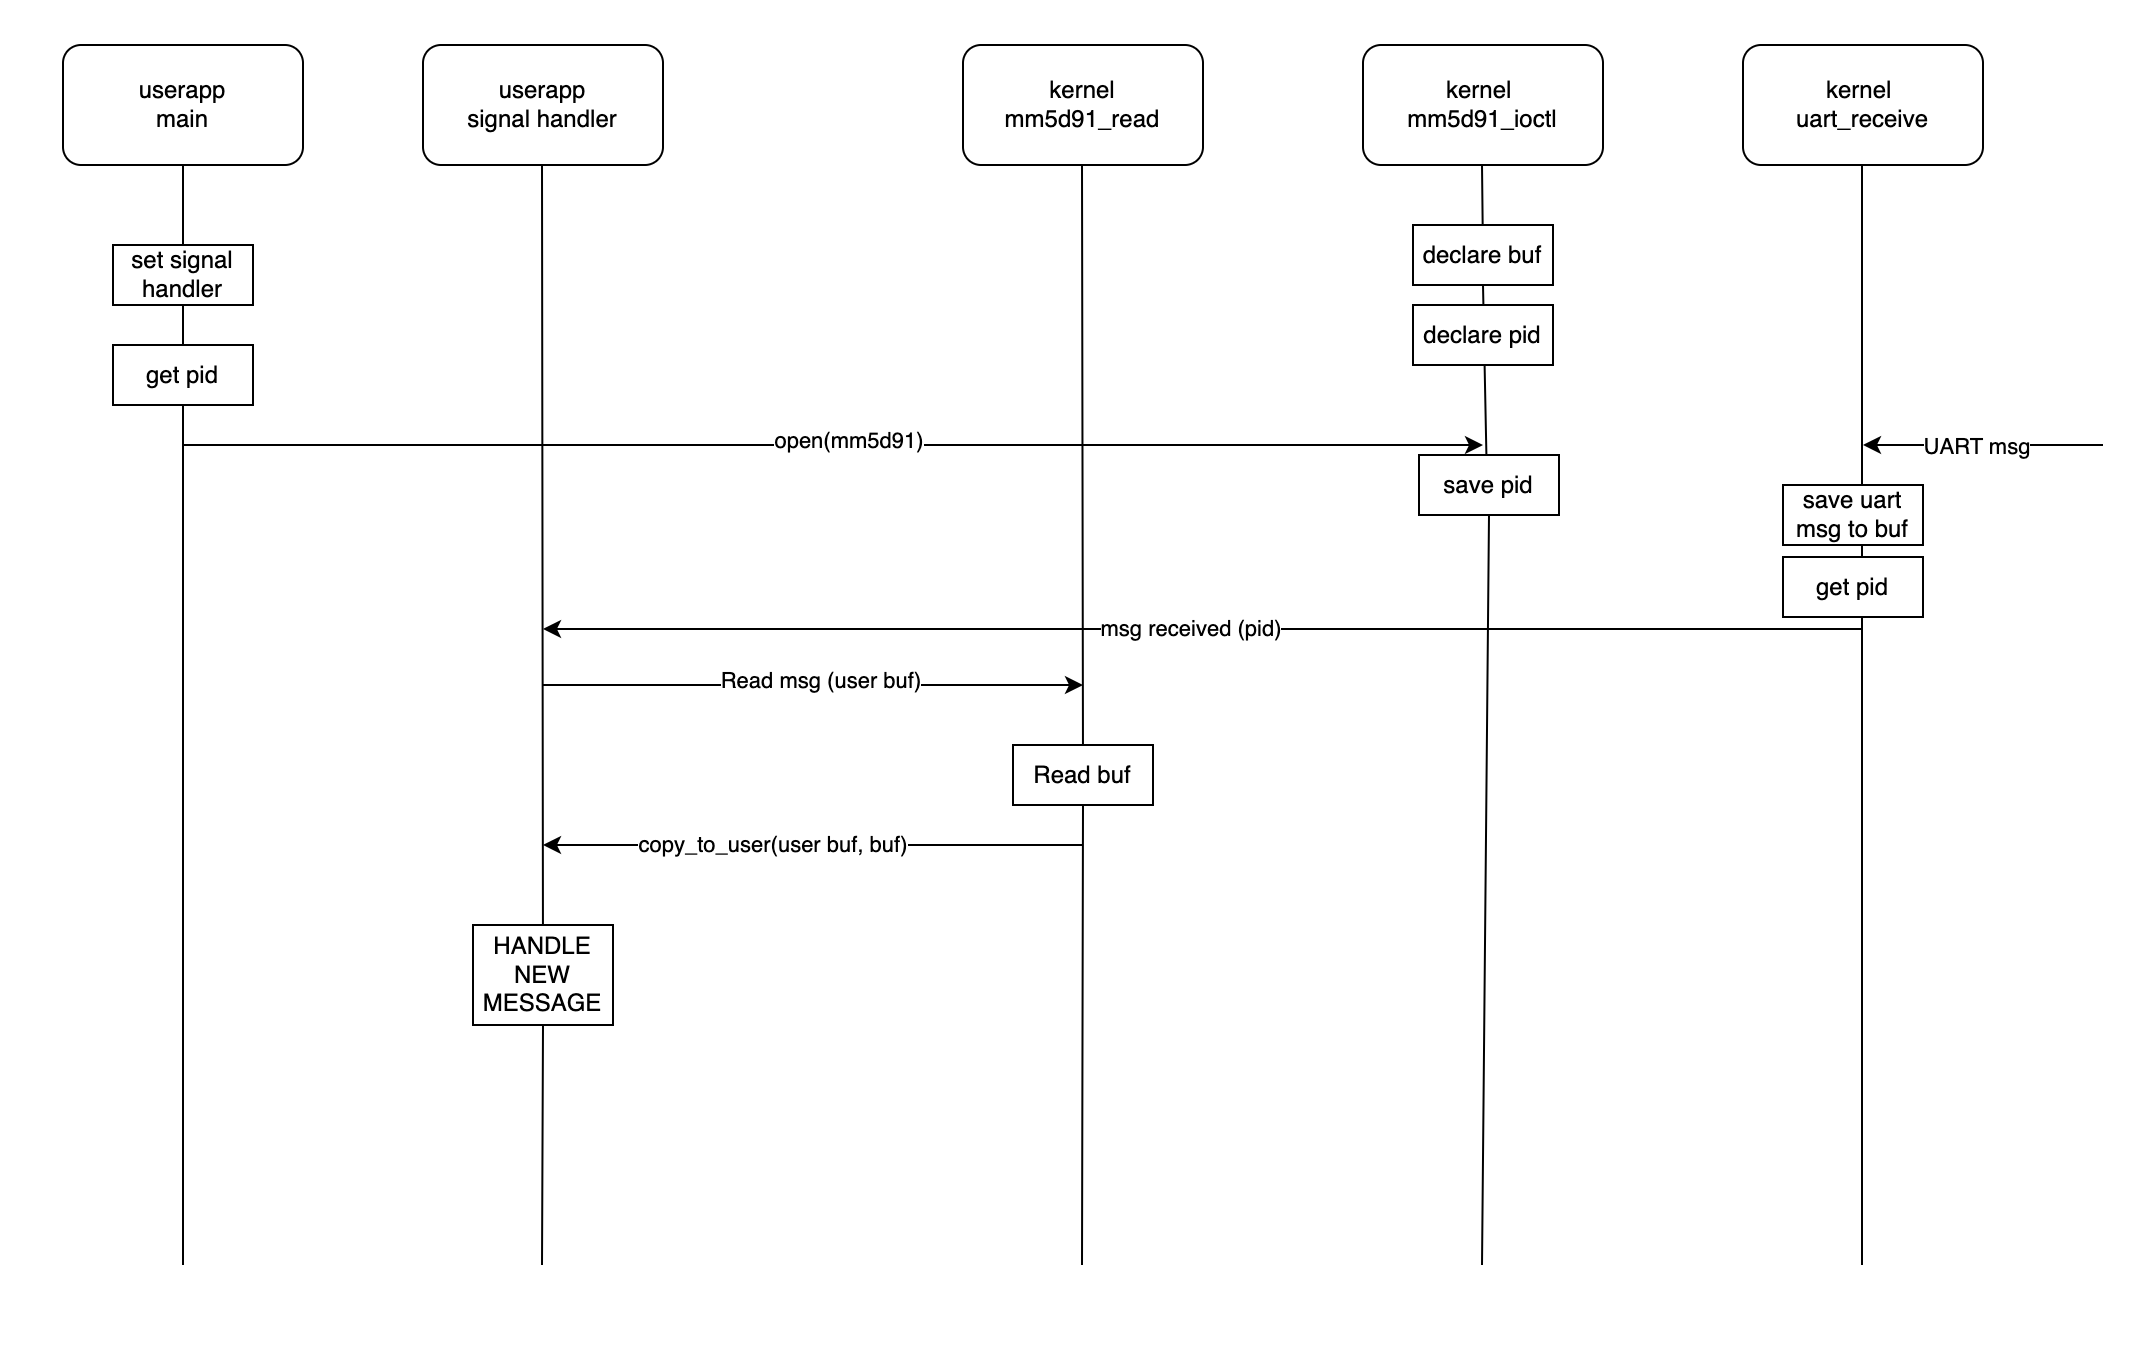 userapp
main
userapp
signal handler
kernel
mm5d91_read
kernel
mm5d91_ioctl
kernel
uart_receive
set signal
handler
declare buf
declare pid
get pid
open(mm5d91)
UART msg
save pid
save uart
msg to buf
get pid
msg received (pid)
Read msg (user buf)
Read buf
copy_to_user(user buf, buf)
HANDLE
NEW
MESSAGE